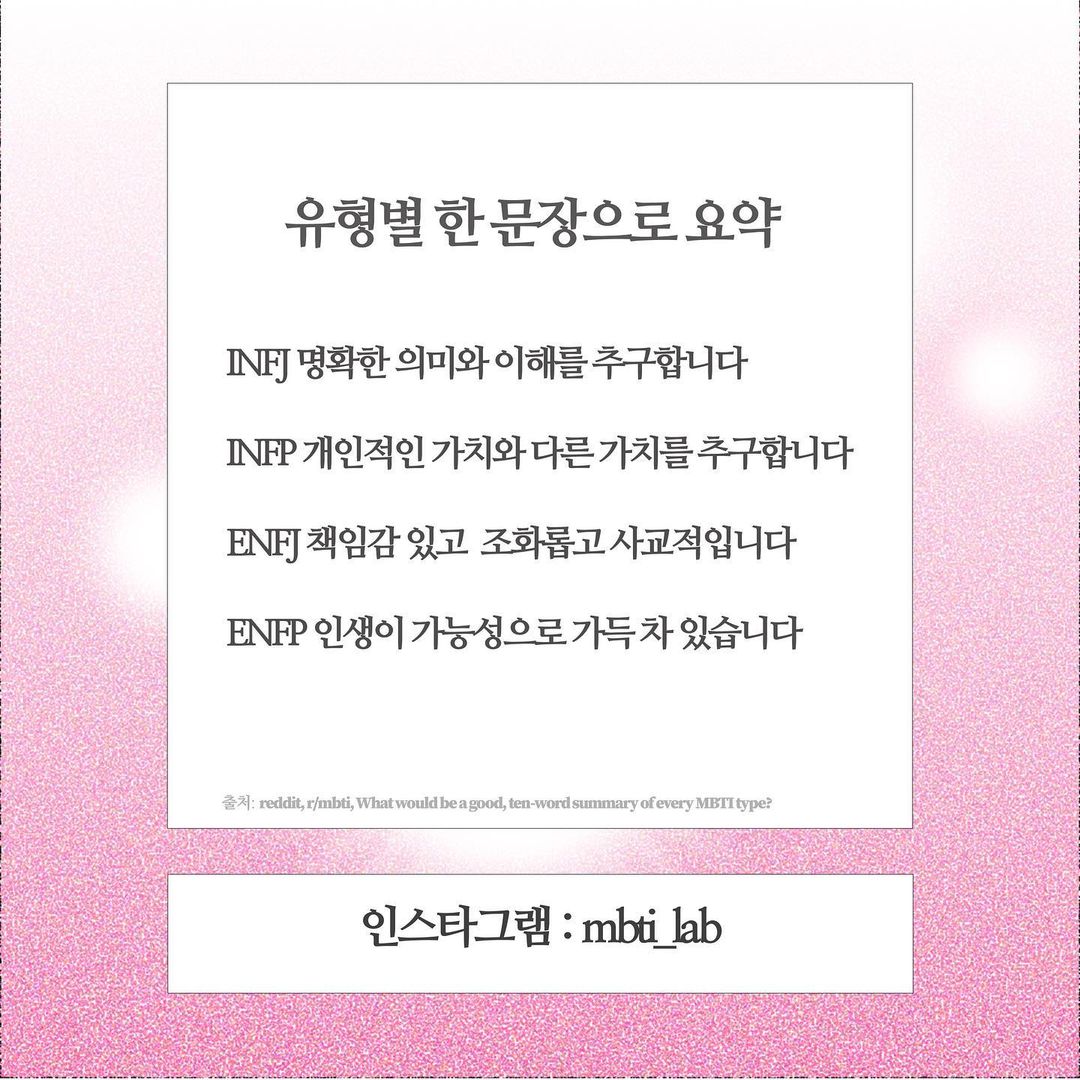 유형별 한 문장으로 요약
INFJ 명확한 의미와 이해를 추구합니다
INFP 개인적인 가치와 다른 가치를 추구합니다
ENFJ 책임감 있고 조화롭고 사교적입니다
ENFP 인생이 가능성으로 가득 차 있습니다
출처: reddit, r/mbti, What would be a good, ten-word summary of every MBTI type?
인스타그램 : mbti_lab